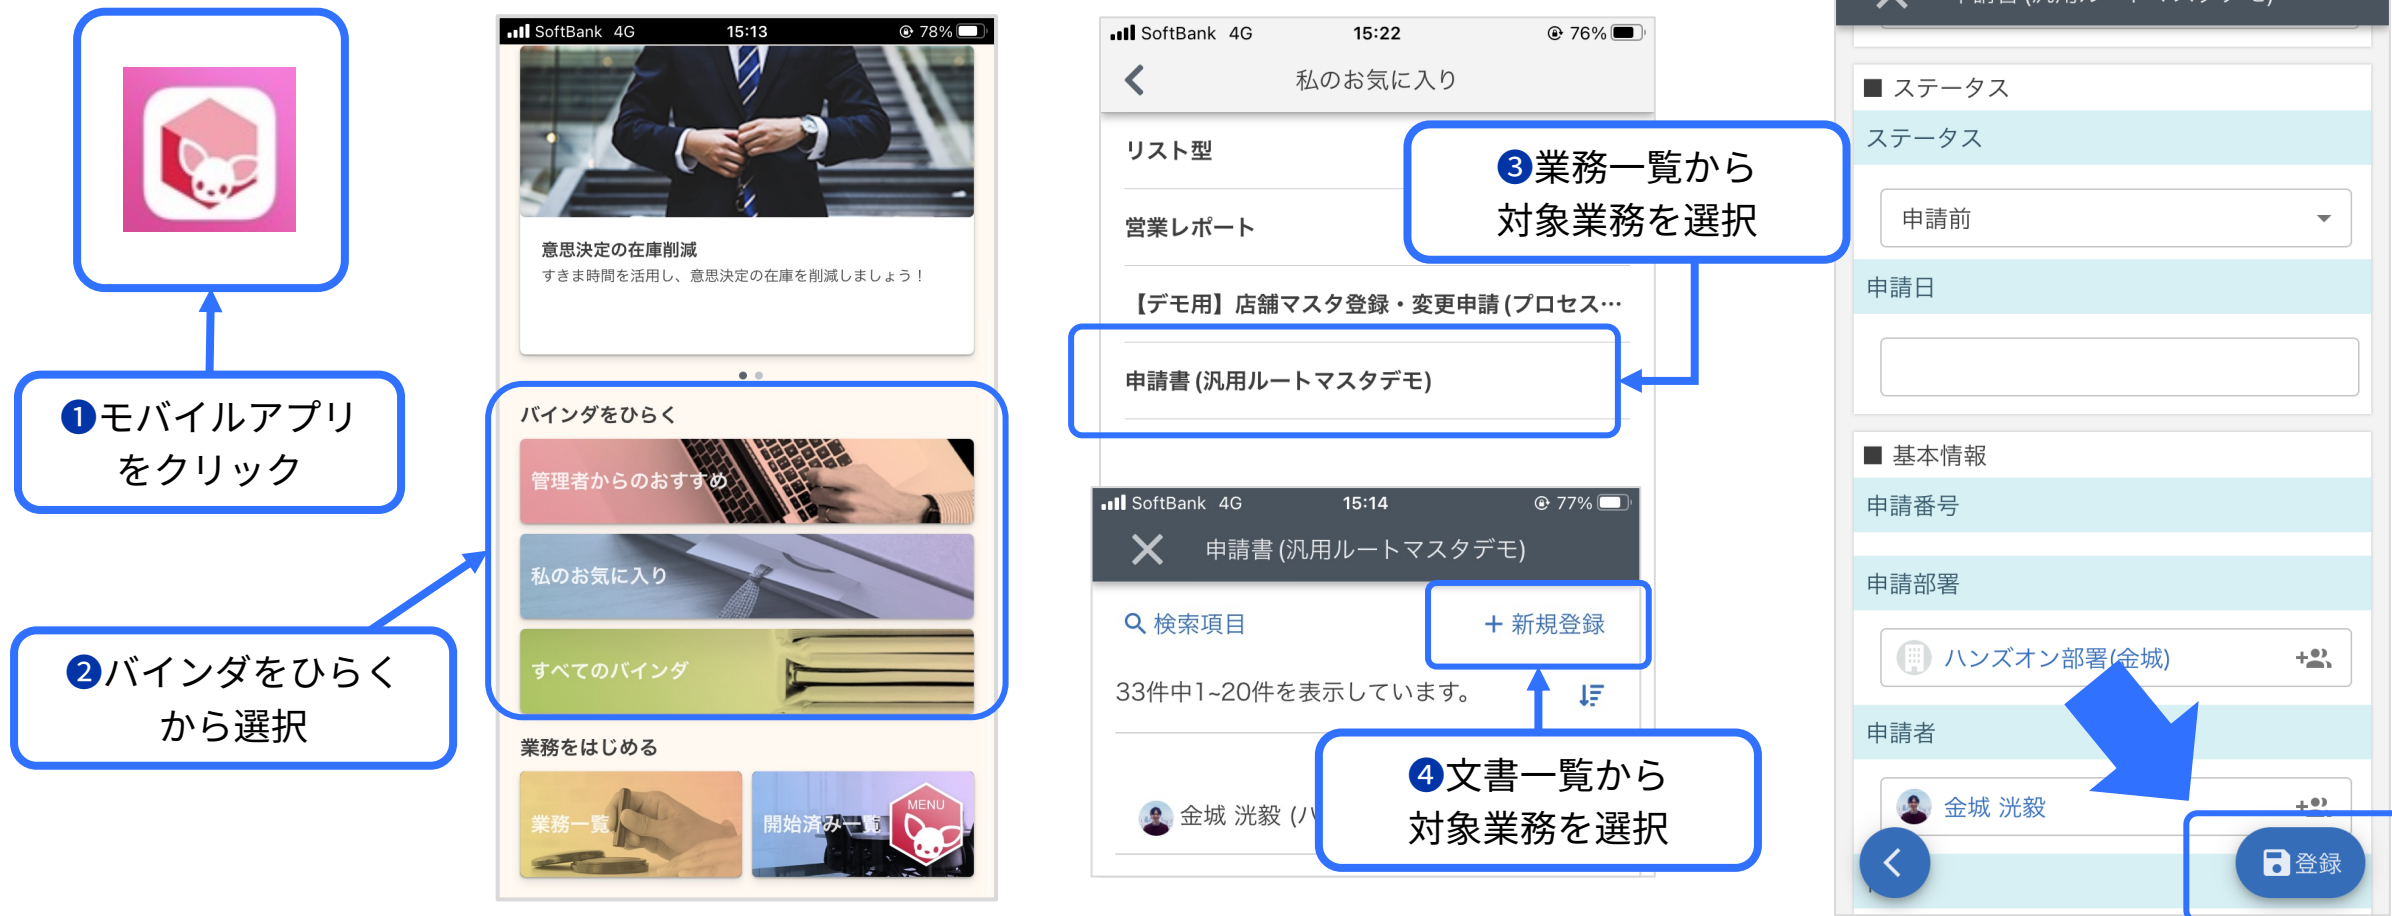 ❶モバイルアプリ
をクリック
❷バインダをひらく
から選択
SoftBank 4G 15:13 78%
意思決定の在庫削減
すきま時間を活用し、意思決定の在庫を削減しましょう！
バインダをひらく
管理者からのおすすめ
私のお気に入り
すべてのバインダ
業務をはじめる
業務一覧
開始済み一覧
MENU
SoftBank 4G 15:22 76%
私のお気に入り
リスト型
営業レポート
【デモ用】店舗マスタ登録・変更申請 (プロセス…
申請書 (汎用ルートマスタデモ)
❸業務一覧から
対象業務を選択
SoftBank 4G 15:14 77%
申請書 (汎用ルートマスタデモ)
検索項目
+ 新規登録
33件中1~20件を表示しています。
金城 洸毅 (ハ
❹文書一覧から
対象業務を選択
■ ステータス
ステータス
申請前
申請日
■ 基本情報
申請番号
申請部署
ハンズオン部署(金城)
申請者
金城 洸毅
登録